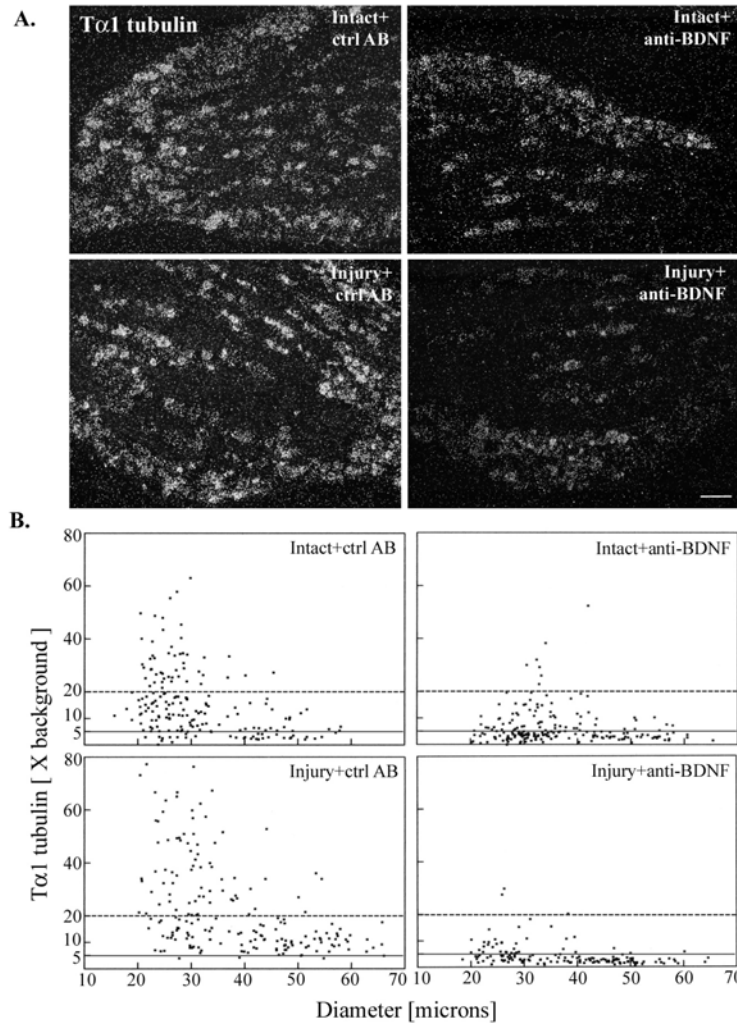 A.
Tα1 tubulin
Intact+
ctrl AB
Intact+
anti-BDNF
Injury+
ctrl AB
Injury+
anti-BDNF
B.
80
60
40
20
10
5
Intact+ctrl AB
Intact+anti-BDNF
80
60
40
20
10
5
Injury+ctrl AB
Injury+anti-BDNF
Tα1 tubulin [ X background ]
10 20 30 40 50 60 70 10 20 30 40 50 60 70
Diameter [microns]